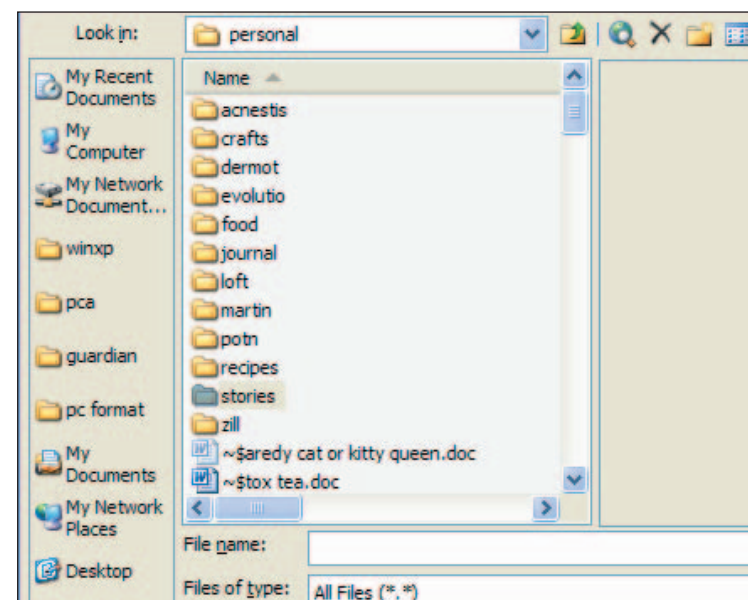 Look in:
personal
My Recent
Documents
My
Computer
My Network
Document...
winxp
pca
guardian
pc format
My
Documents
My Network
Places
Desktop
Name
acnestis
crafts
dermot
evolutio
food
journal
loft
martin
potn
recipes
stories
zill
~$aredy cat or kitty queen.doc
~$tox tea.doc
File name:
Files of type:
All Files (*.*)